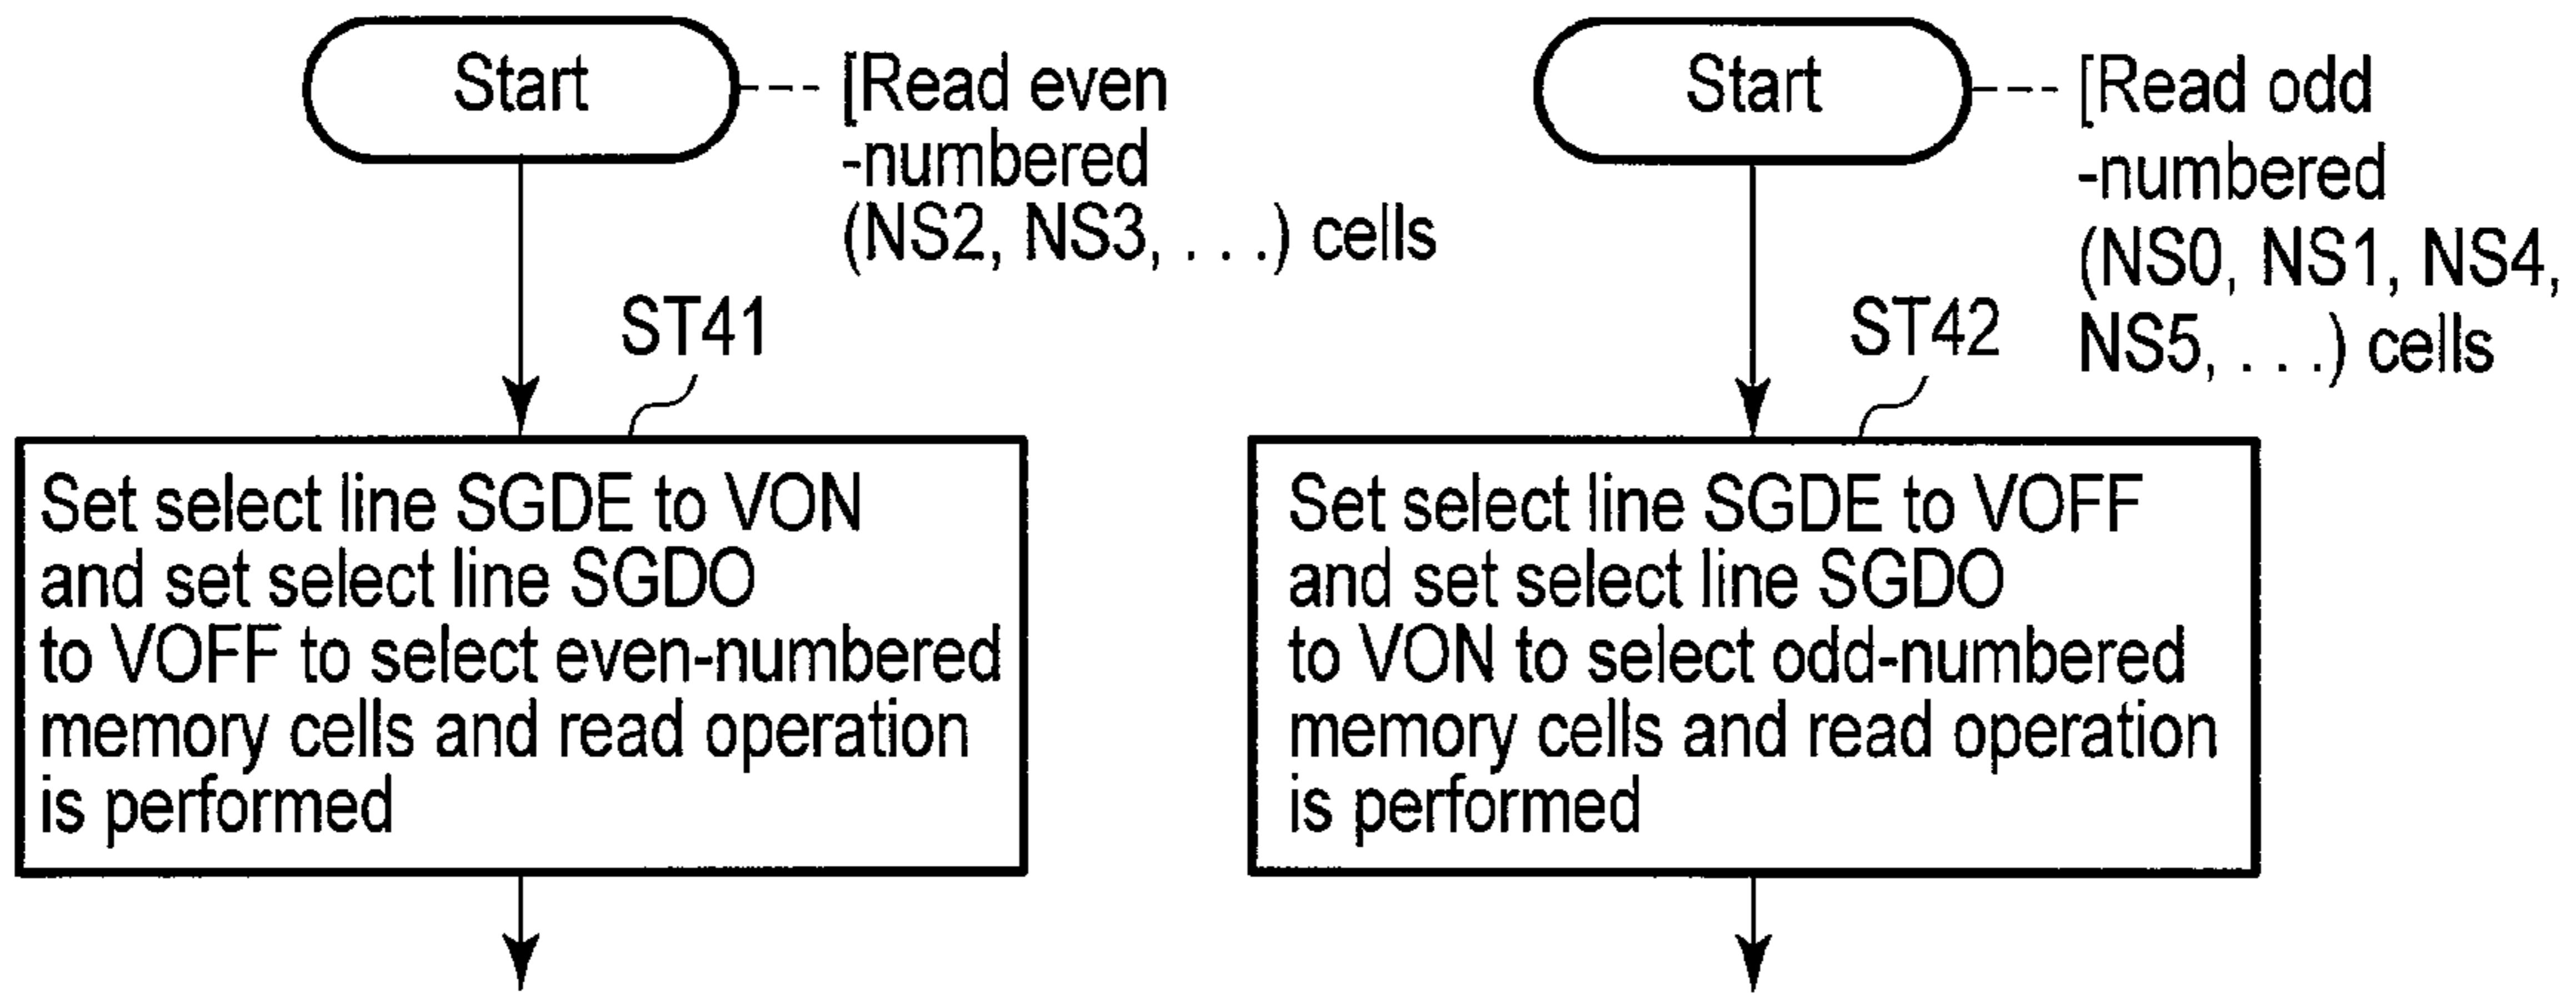 Start
[Read even
-numbered
(NS2, NS3, . . .) cells
ST41
Set select line SGDE to VON
and set select line SGDO
to VOFF to select even-numbered
memory cells and read operation
is performed
Start
[Read odd
-numbered
(NS0, NS1, NS4,
NS5, . . .) cells
ST42
Set select line SGDE to VOFF
and set select line SGDO
to VON to select odd-numbered
memory cells and read operation
is performed